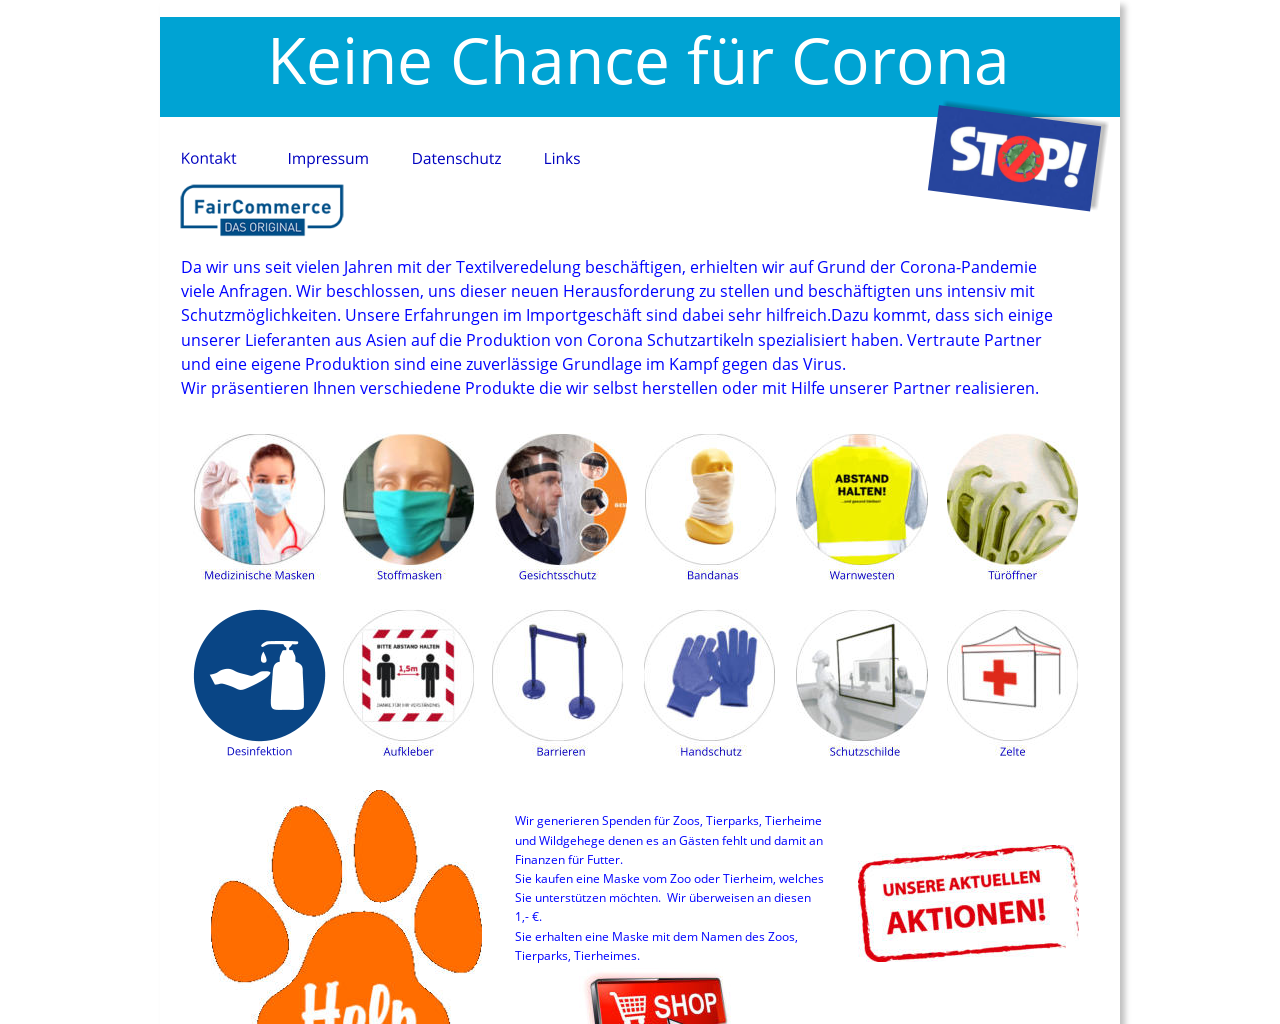 Keine Chance für Corona
STOP!
Kontakt Impressum Datenschutz Links
FairCommerce
DAS ORIGINAL
Da wir uns seit vielen Jahren mit der Textilveredelung beschäftigen, erhielten wir auf Grund der Corona-Pandemie
viele Anfragen. Wir beschlossen, uns dieser neuen Herausforderung zu stellen und beschäftigten uns intensiv mit
Schutzmöglichkeiten. Unsere Erfahrungen im Importgeschäft sind dabei sehr hilfreich.Dazu kommt, dass sich einige
unserer Lieferanten aus Asien auf die Produktion von Corona Schutzartikeln spezialisiert haben. Vertraute Partner
und eine eigene Produktion sind eine zuverlässige Grundlage im Kampf gegen das Virus.
Wir präsentieren Ihnen verschiedene Produkte die wir selbst herstellen oder mit Hilfe unserer Partner realisieren.
ABSTAND
HALTEN!
...und gesund bleiben!
Medizinische Masken Stoffmasken Gesichtsschutz Bandanas Warnwesten Türöffner
BITTE ABSTAND HALTEN
1,5m
DANKE FÜR IHR VERSTÄNDNIS
Desinfektion Aufkleber Barrieren Handschutz Schutzschilde Zelte
Help
Wir generieren Spenden für Zoos, Tierparks, Tierheime
und Wildgehege denen es an Gästen fehlt und damit an
Finanzen für Futter.
Sie kaufen eine Maske vom Zoo oder Tierheim, welches
Sie unterstützen möchten. Wir überweisen an diesen
1,- €.
Sie erhalten eine Maske mit dem Namen des Zoos,
Tierparks, Tierheimes.
SHOP
UNSERE AKTUELLEN
AKTIONEN!